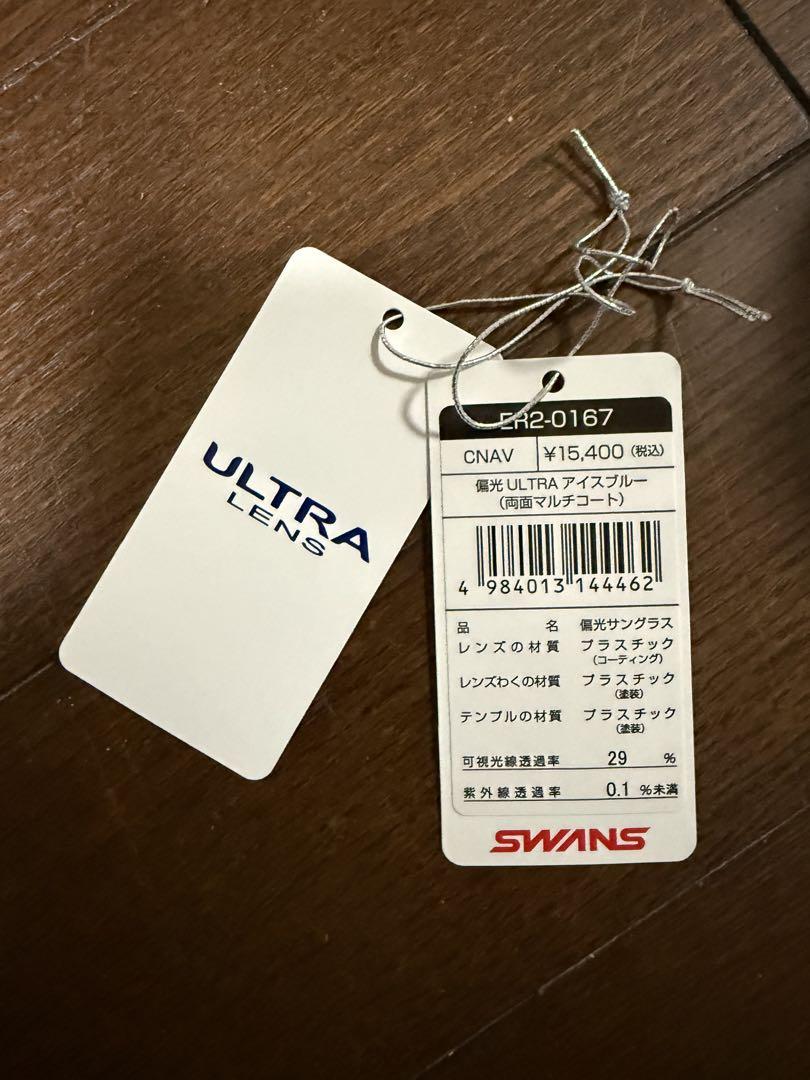 ULTRA
LENS
ER2-0167
CNAV ¥15,400(税込)
偏光ULTRAアイスブルー
(両面マルチコート)
4 984013 144462
品名 偏光サングラス
レンズの材質 プラスチック
(コーティング)
レンズわくの材質 プラスチック
(塗装)
テンプルの材質 プラスチック
(塗装)
可視光線透過率 29 %
紫外線透過率 0.1 %未満
SWANS